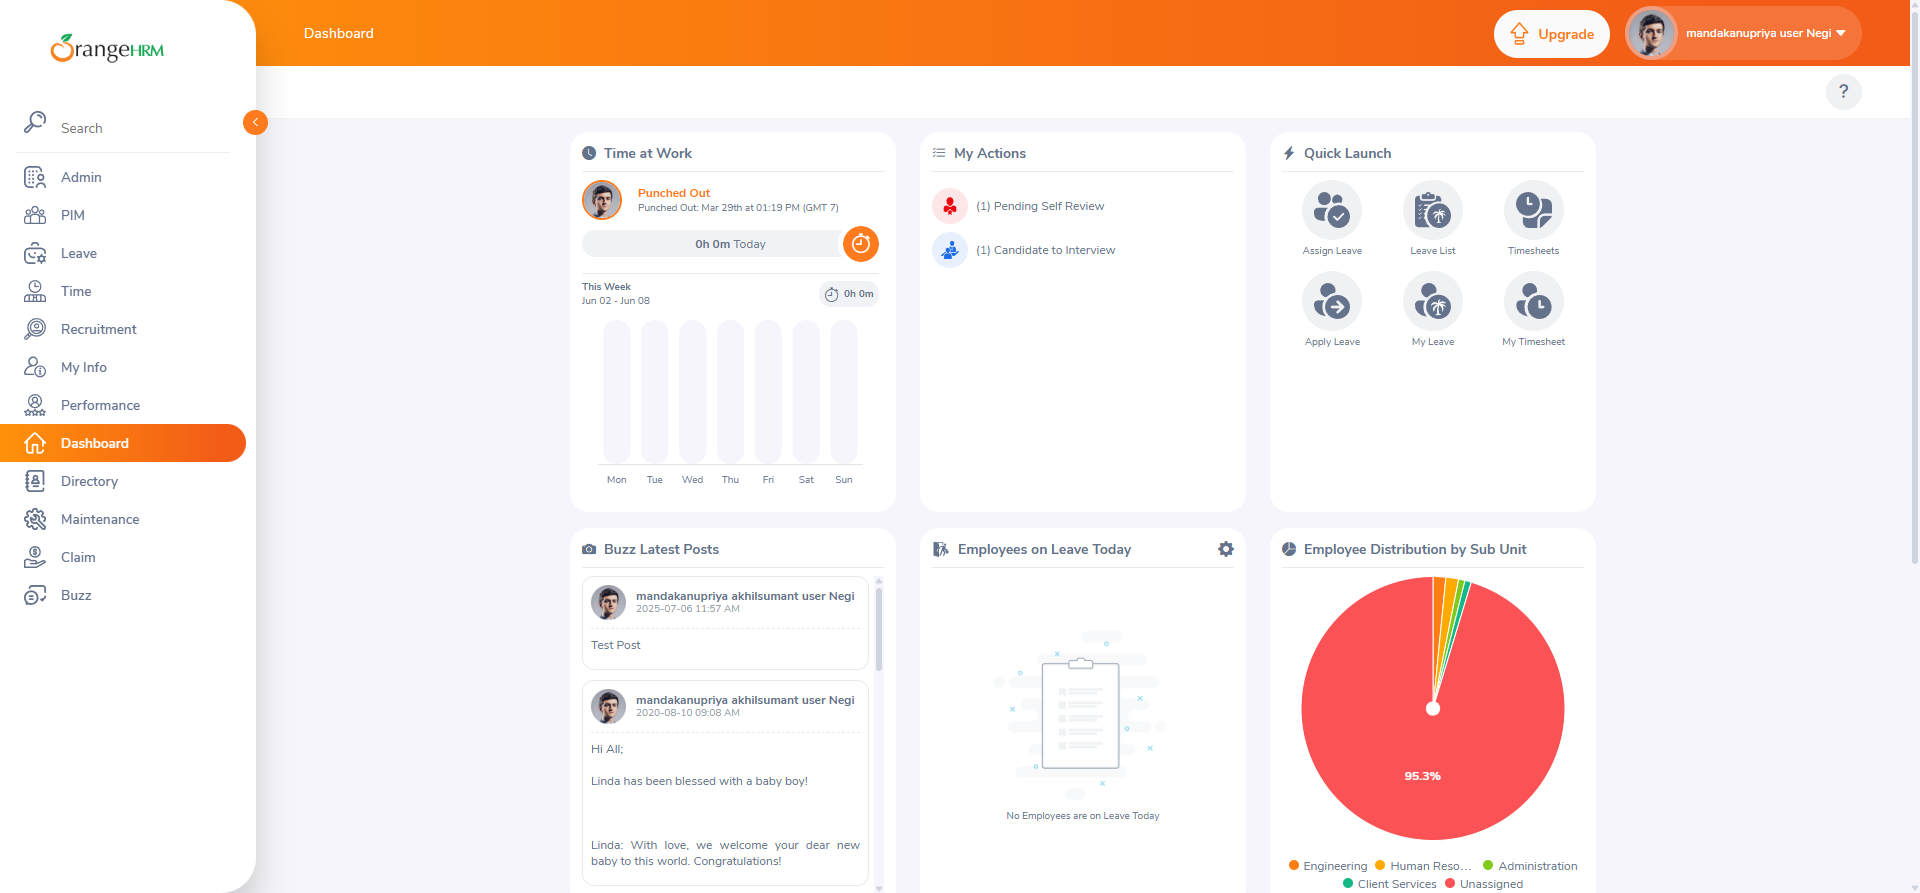 OrangeHRM
Dashboard
Upgrade
mandakanupriya user Negi
?
Search
Admin
PIM
Leave
Time
Recruitment
My Info
Performance
Dashboard
Directory
Maintenance
Claim
Buzz
Time at Work
Punched Out
Punched Out: Mar 29th at 01:19 PM (GMT 7)
0h 0m Today
This Week
Jun 02 - Jun 08
0h 0m
Mon Tue Wed Thu Fri Sat Sun
My Actions
(1) Pending Self Review
(1) Candidate to Interview
Quick Launch
Assign Leave
Leave List
Timesheets
Apply Leave
My Leave
My Timesheet
Buzz Latest Posts
mandakanupriya akhilsumant user Negi
2025-07-06 11:57 AM
Test Post
mandakanupriya akhilsumant user Negi
2020-08-10 09:08 AM
Hi All;
Linda has been blessed with a baby boy!
Linda: With love, we welcome your dear new
baby to this world. Congratulations!
Employees on Leave Today
No Employees are on Leave Today
Employee Distribution by Sub Unit
95.3%
Engineering Human Reso... Administration
Client Services Unassigned